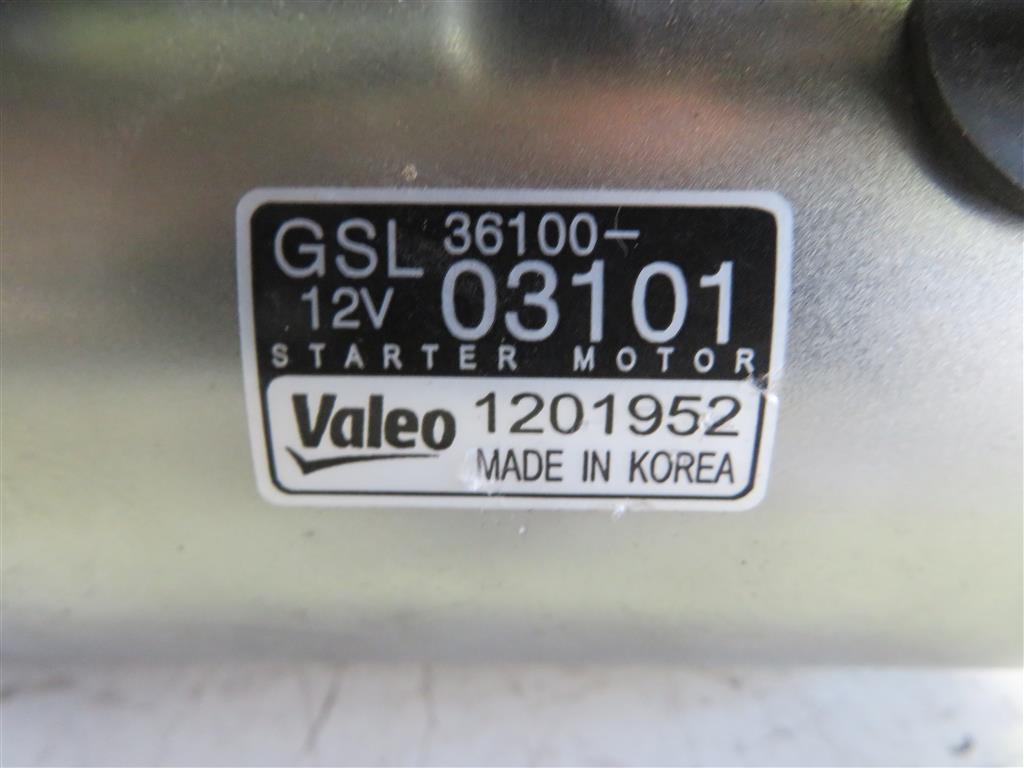 GSL 36100-
12V 03101
STARTER MOTOR
Valeo 1201952
MADE IN KOREA